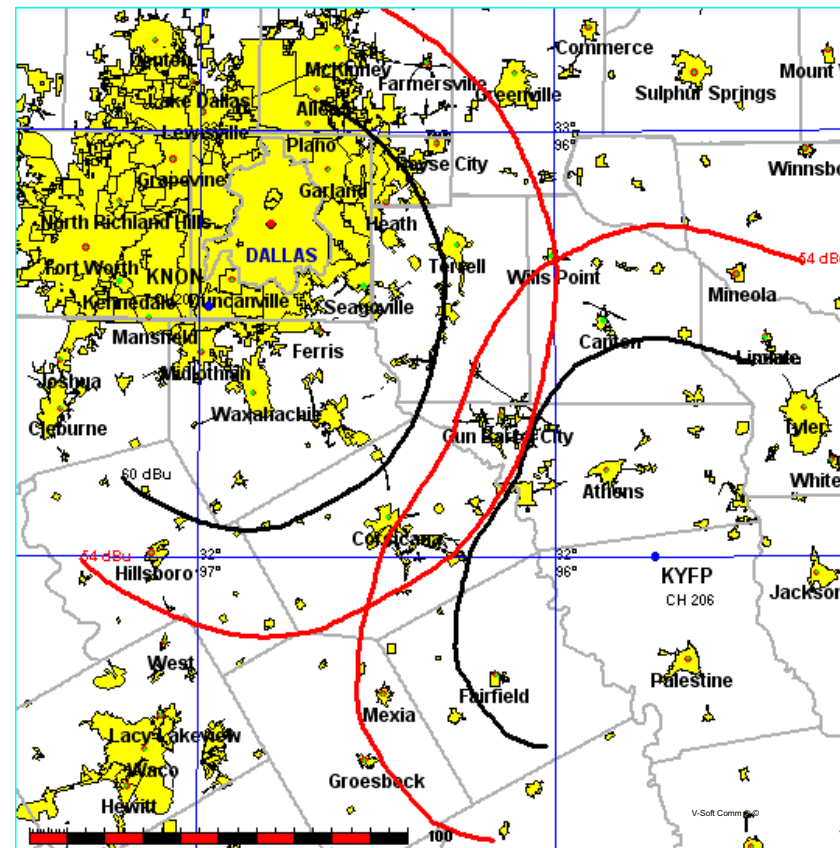 Commerce
Denton
McKinney
Farmersville
Greenville
Sulphur Springs
Mount
Lake Dallas
Allen
Lewisville
33°
97°
33°
96°
Plano
Royse City
Winnsbo
Grapevine
Garland
North Richland Hills
Heath
DALLAS
Terrell
54 dBu
Fort Worth
KNON
Wills Point
Mineola
Kennedale
Duncanville
Seagoville
Mansfield
Ferris
Canton
Midlothian
Lindale
Joshua
Waxahachie
Cleburne
Gun Barrel City
Tyler
60 dBu
Athens
White
Corsicana
54 dBu
32°
97°
32°
96°
Hillsboro
KYFP
CH 206
Jackson
West
Fairfield
Palestine
Mexia
Lacy-Lakeview
Waco
Groesbeck
Hewitt
V-Soft Comm
100